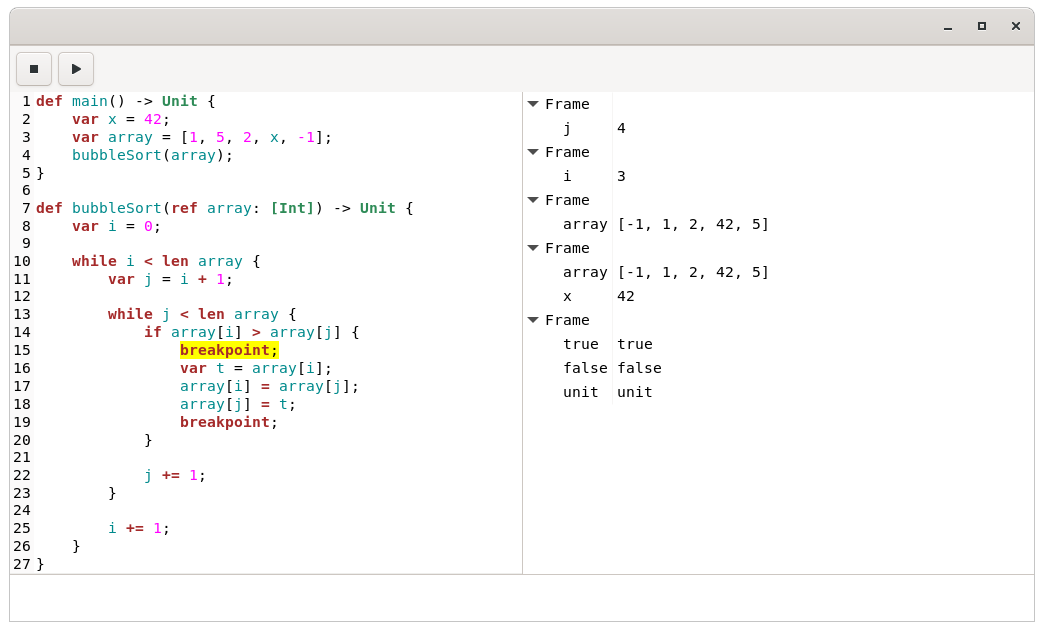 1 def main() -> Unit {
2     var x = 42;
3     var array = [1, 5, 2, x, -1];
4     bubbleSort(array);
5 }
6
7 def bubbleSort(ref array: [Int]) -> Unit {
8     var i = 0;
9
10     while i < len array {
11         var j = i + 1;
12
13         while j < len array {
14             if array[i] > array[j] {
15                 breakpoint;
16                 var t = array[i];
17                 array[i] = array[j];
18                 array[j] = t;
19                 breakpoint;
20             }
21
22             j += 1;
23         }
24
25         i += 1;
26     }
27 }
Frame
j 4
Frame
i 3
Frame
array [-1, 1, 2, 42, 5]
Frame
array [-1, 1, 2, 42, 5]
x 42
Frame
true true
false false
unit unit